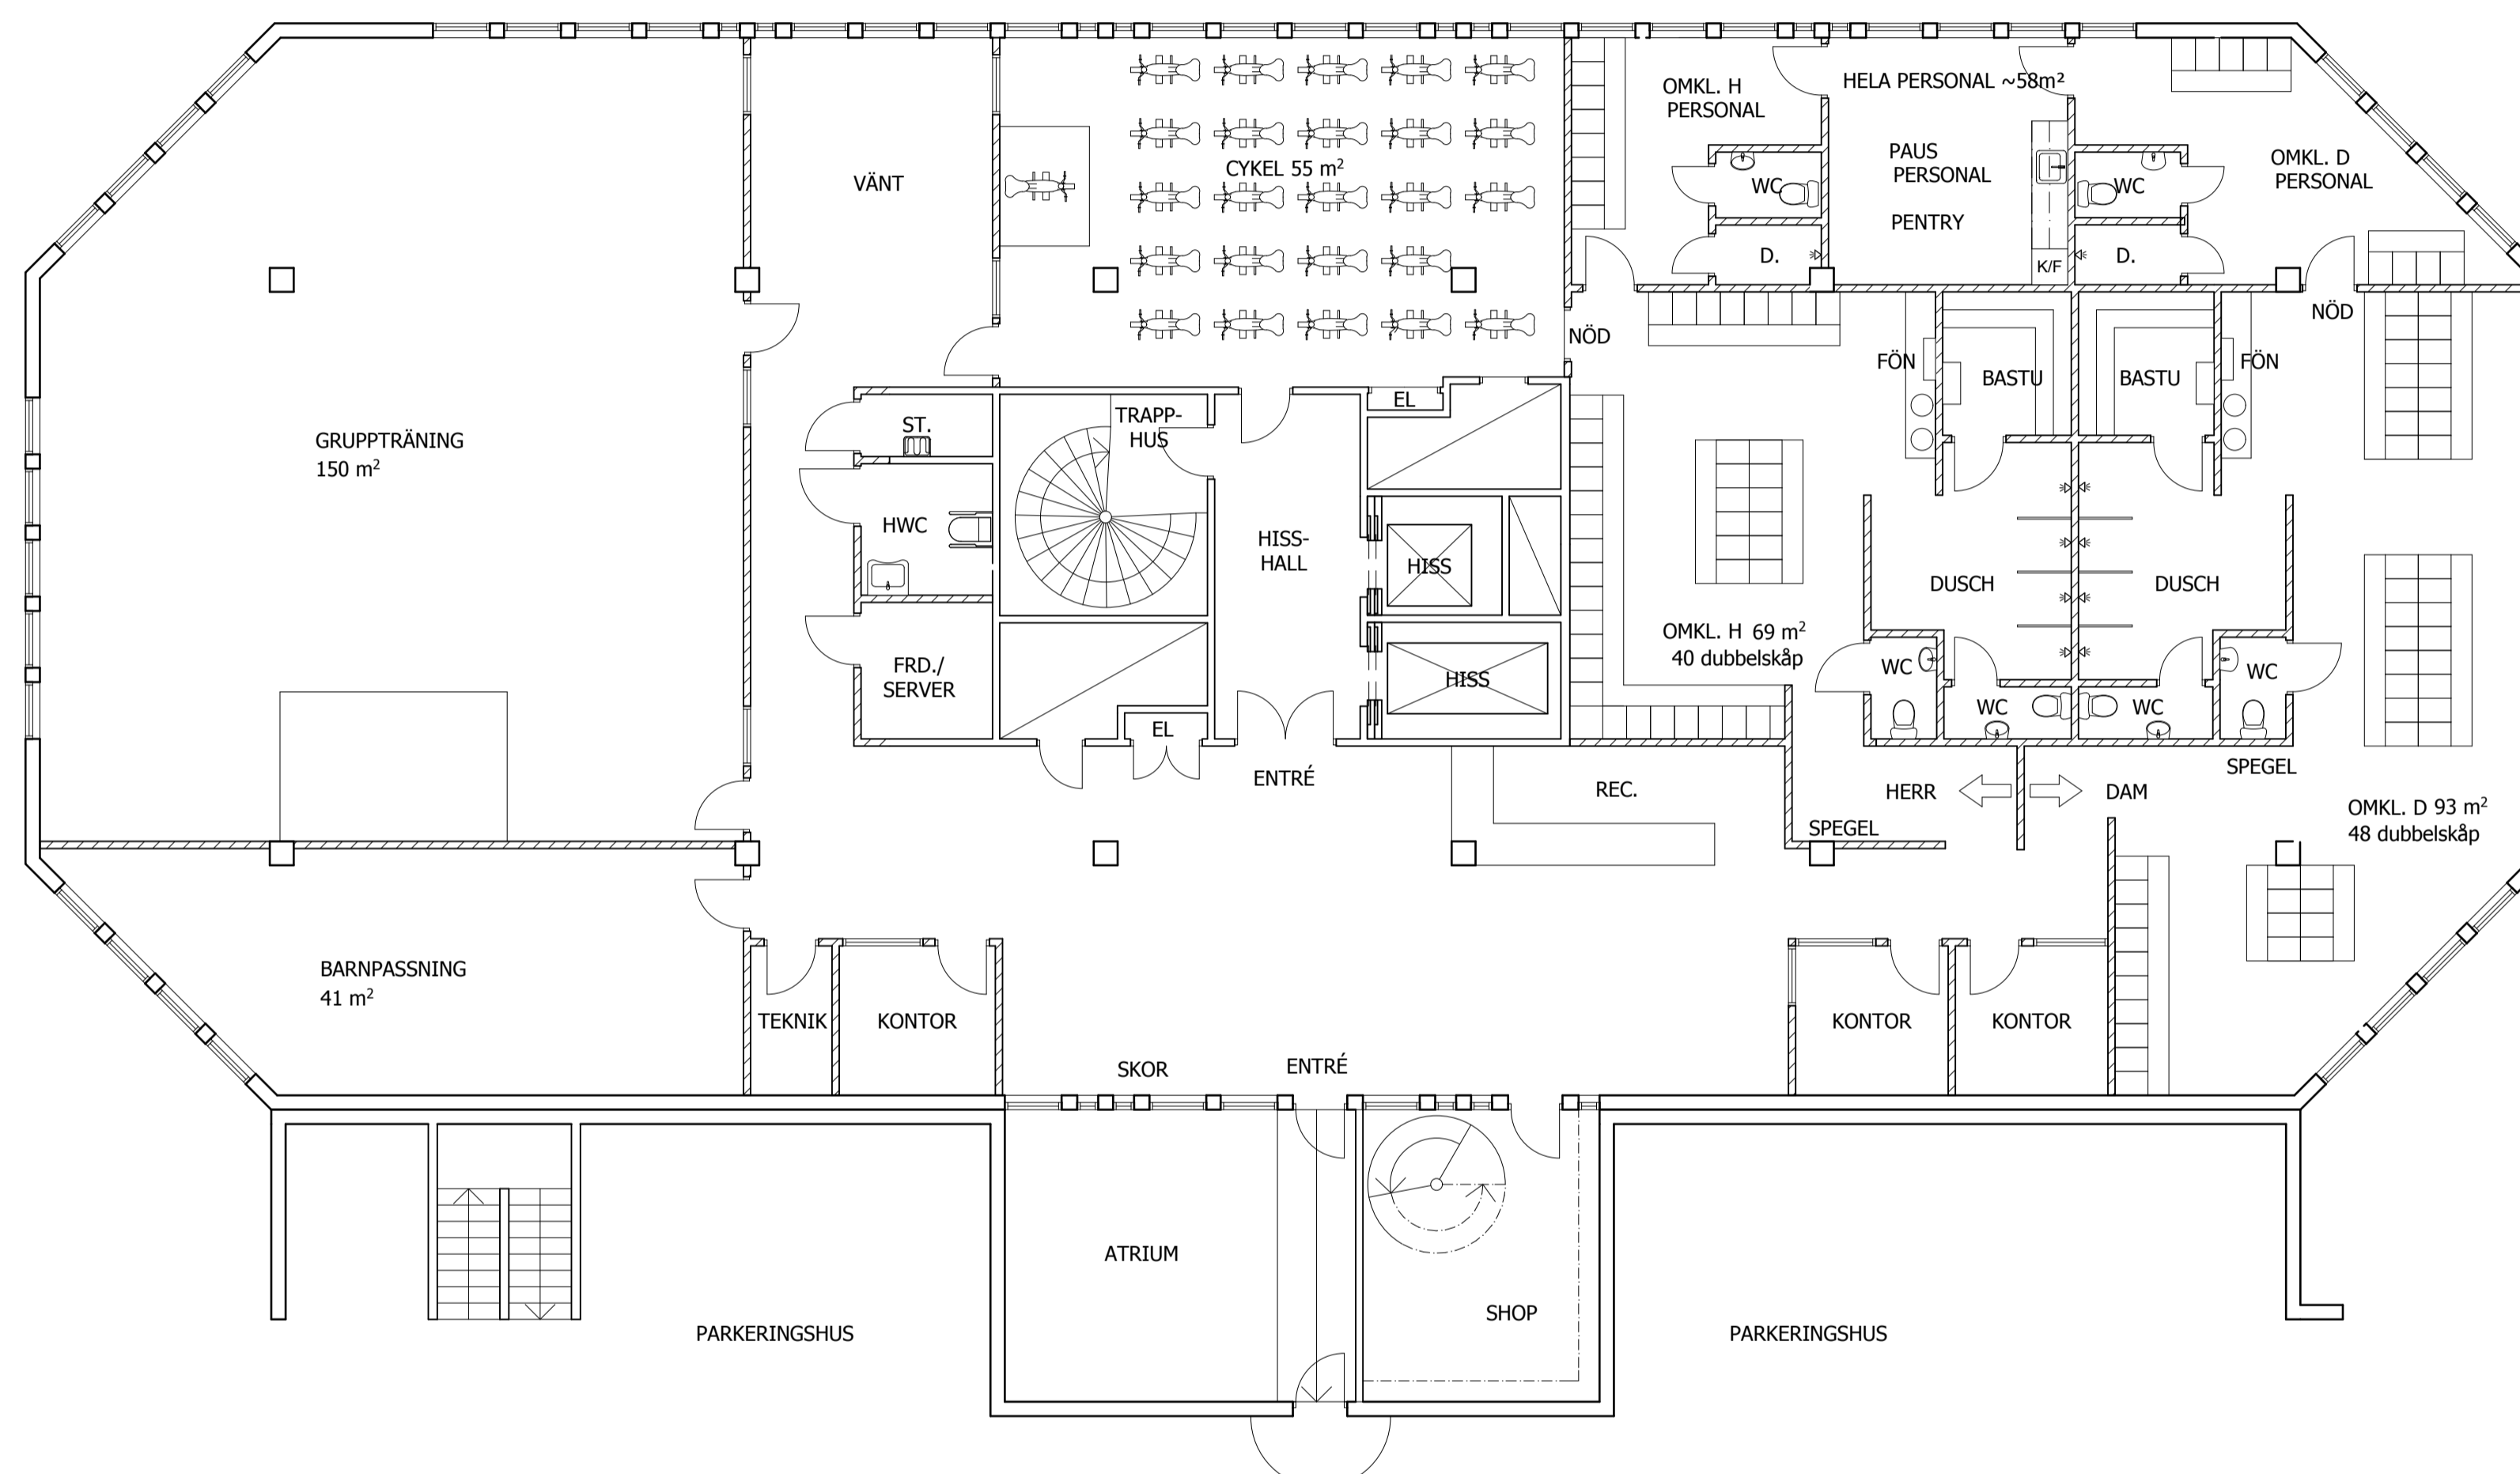 HELA PERSONAL ~58m²
OMKL. H
PERSONAL
CYKEL 55 m²
VÄNT
PAUS
PERSONAL
PENTRY
OMKL. D
PERSONAL
WC
WC
D.
D.
K/F
NÖD
NÖD
FÖN
BASTU
BASTU
FÖN
EL
TRAPP-
HUS
ST.
GRUPPTRÄNING
150 m²
HWC
HISS-
HALL
HISS
DUSCH
DUSCH
OMKL. H 69 m²
40 dubbelskåp
FRD./
SERVER
HISS
WC
WC
WC
WC
EL
ENTRÉ
REC.
HERR
DAM
SPEGEL
SPEGEL
OMKL. D 93 m²
48 dubbelskåp
BARNPASSNING
41 m²
TEKNIK
KONTOR
KONTOR
KONTOR
SKOR
ENTRÉ
ATRIUM
SHOP
PARKERINGSHUS
PARKERINGSHUS